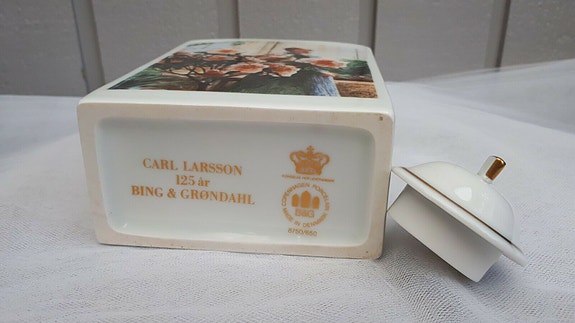 CARL LARSSON
125 år
BING & GRØNDAHL
COPENHAGEN PORCELAIN
B&G
MADE IN DENMARK